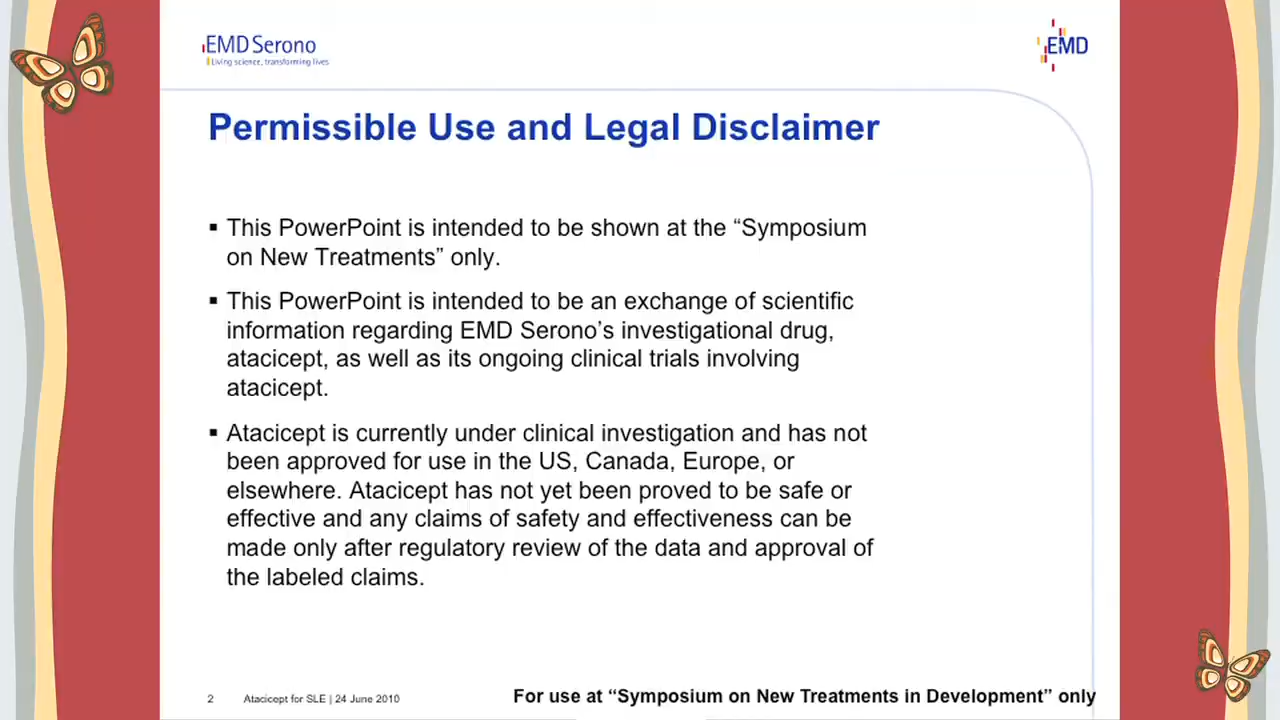 EMD Serono
Living science, transforming lives
EMD
Permissible Use and Legal Disclaimer
▪ This PowerPoint is intended to be shown at the “Symposium
on New Treatments” only.
▪ This PowerPoint is intended to be an exchange of scientific
information regarding EMD Serono’s investigational drug,
atacicept, as well as its ongoing clinical trials involving
atacicept.
▪ Atacicept is currently under clinical investigation and has not
been approved for use in the US, Canada, Europe, or
elsewhere. Atacicept has not yet been proved to be safe or
effective and any claims of safety and effectiveness can be
made only after regulatory review of the data and approval of
the labeled claims.
2 Atacicept for SLE | 24 June 2010
For use at “Symposium on New Treatments in Development” only